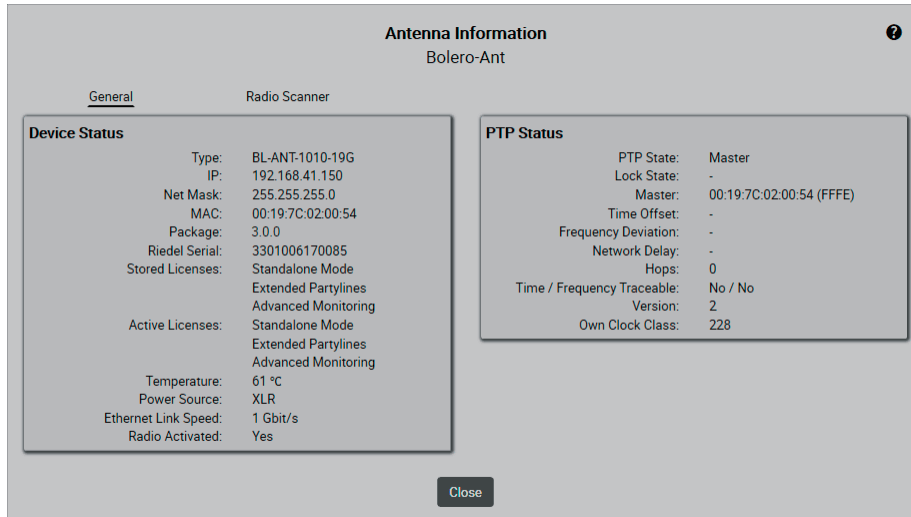 Antenna Information
Bolero-Ant
General Radio Scanner
Device Status
Type: BL-ANT-1010-19G
IP: 192.168.41.150
Net Mask: 255.255.255.0
MAC: 00:19:7C:02:00:54
Package: 3.0.0
Riedel Serial: 3301006170085
Stored Licenses: Standalone Mode
Extended Partylines
Advanced Monitoring
Active Licenses: Standalone Mode
Extended Partylines
Advanced Monitoring
Temperature: 61 °C
Power Source: XLR
Ethernet Link Speed: 1 Gbit/s
Radio Activated: Yes
PTP Status
PTP State: Master
Lock State: -
Master: 00:19:7C:02:00:54 (FFFE)
Time Offset: -
Frequency Deviation: -
Network Delay: -
Hops: 0
Time / Frequency Traceable: No / No
Version: 2
Own Clock Class: 228
Close